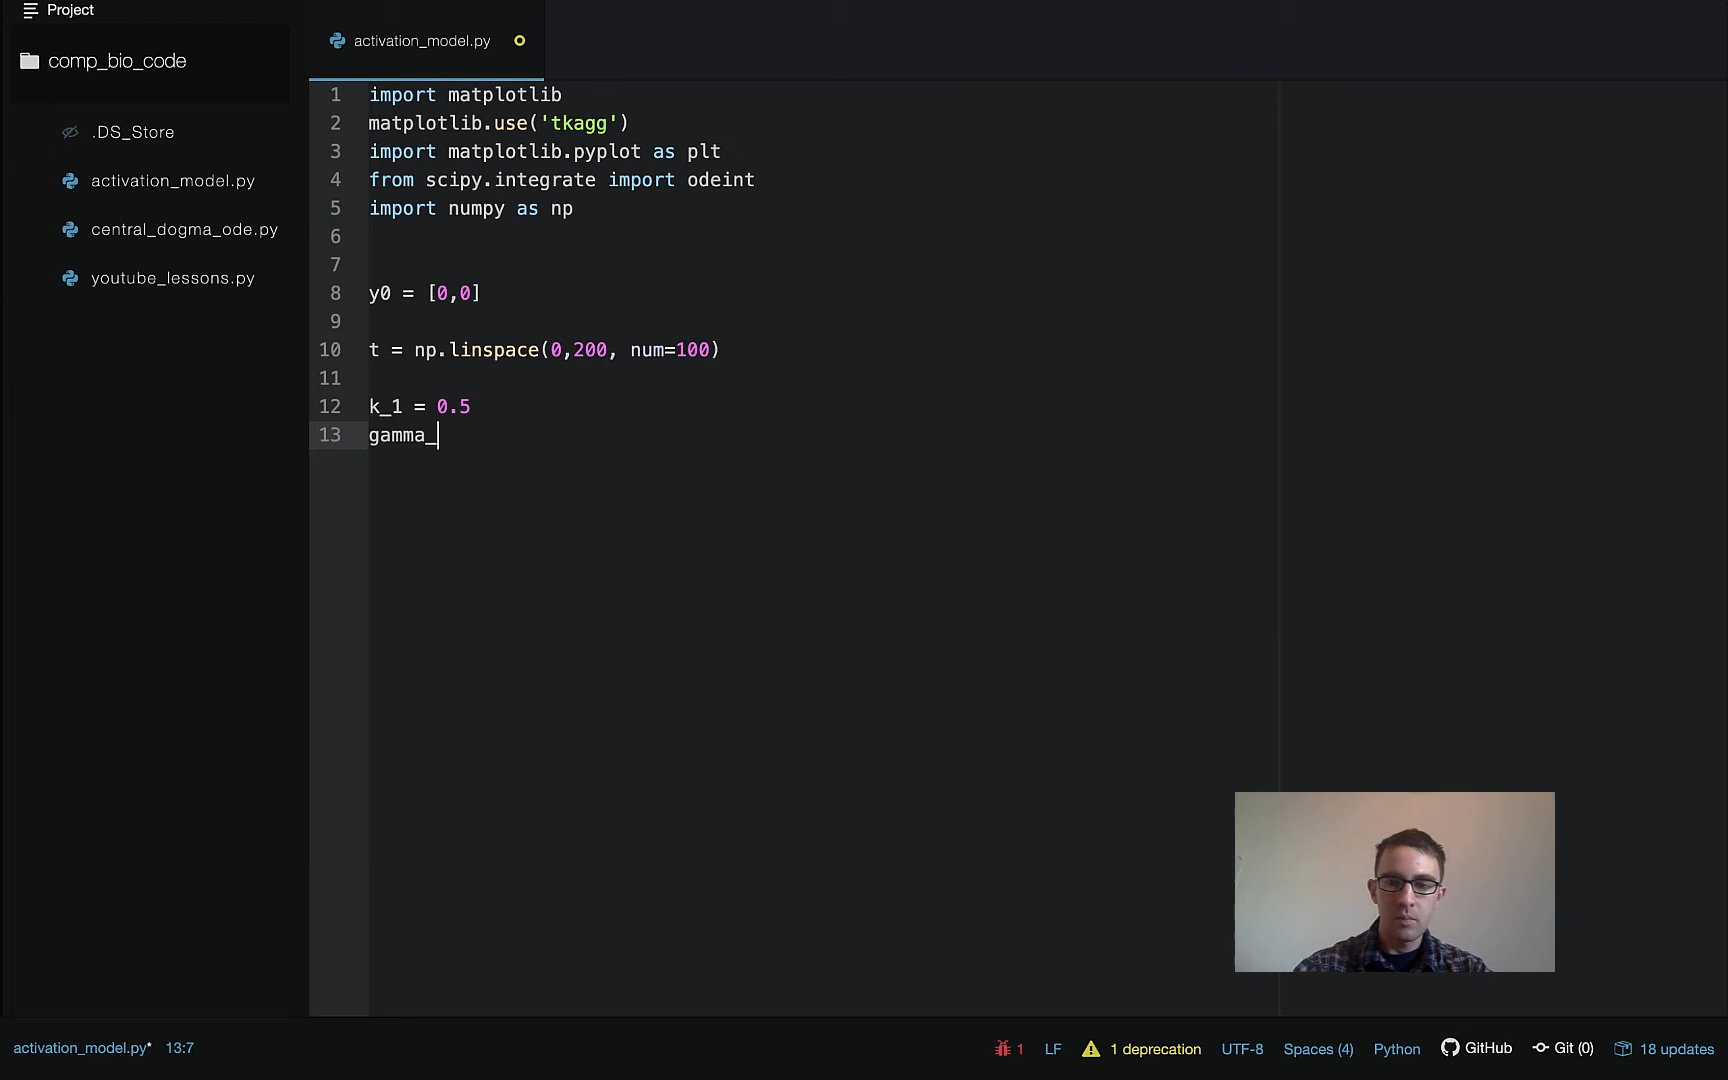 Project
comp_bio_code
.DS_Store
activation_model.py
central_dogma_ode.py
youtube_lessons.py
activation_model.py
1 import matplotlib
2 matplotlib.use('tkagg')
3 import matplotlib.pyplot as plt
4 from scipy.integrate import odeint
5 import numpy as np
6
7
8 y0 = [0,0]
9
10 t = np.linspace(0,200, num=100)
11
12 k_1 = 0.5
13 gamma_
activation_model.py* 13:7 1 LF 1 deprecation UTF-8 Spaces (4) Python GitHub Git (0) 18 updates